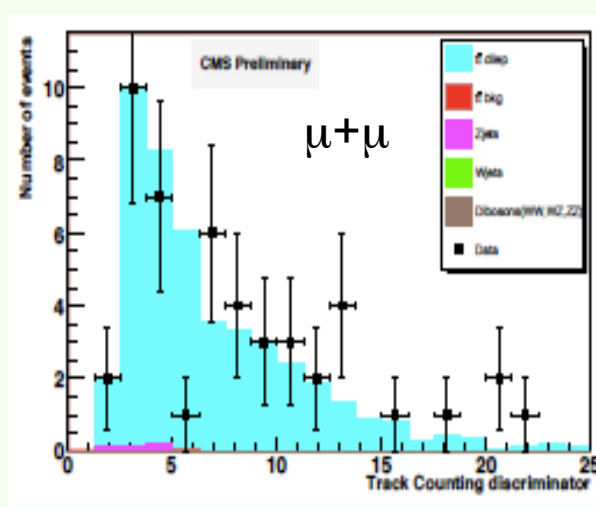 CMS Preliminary
μ+μ
tt̄ dilep
tt̄ bkg
Zjets
Wjets
Dibosons(WW,WZ,ZZ)
Data
Number of events
10
8
6
4
2
0
0 5 10 15 20 25
Track Counting discriminator